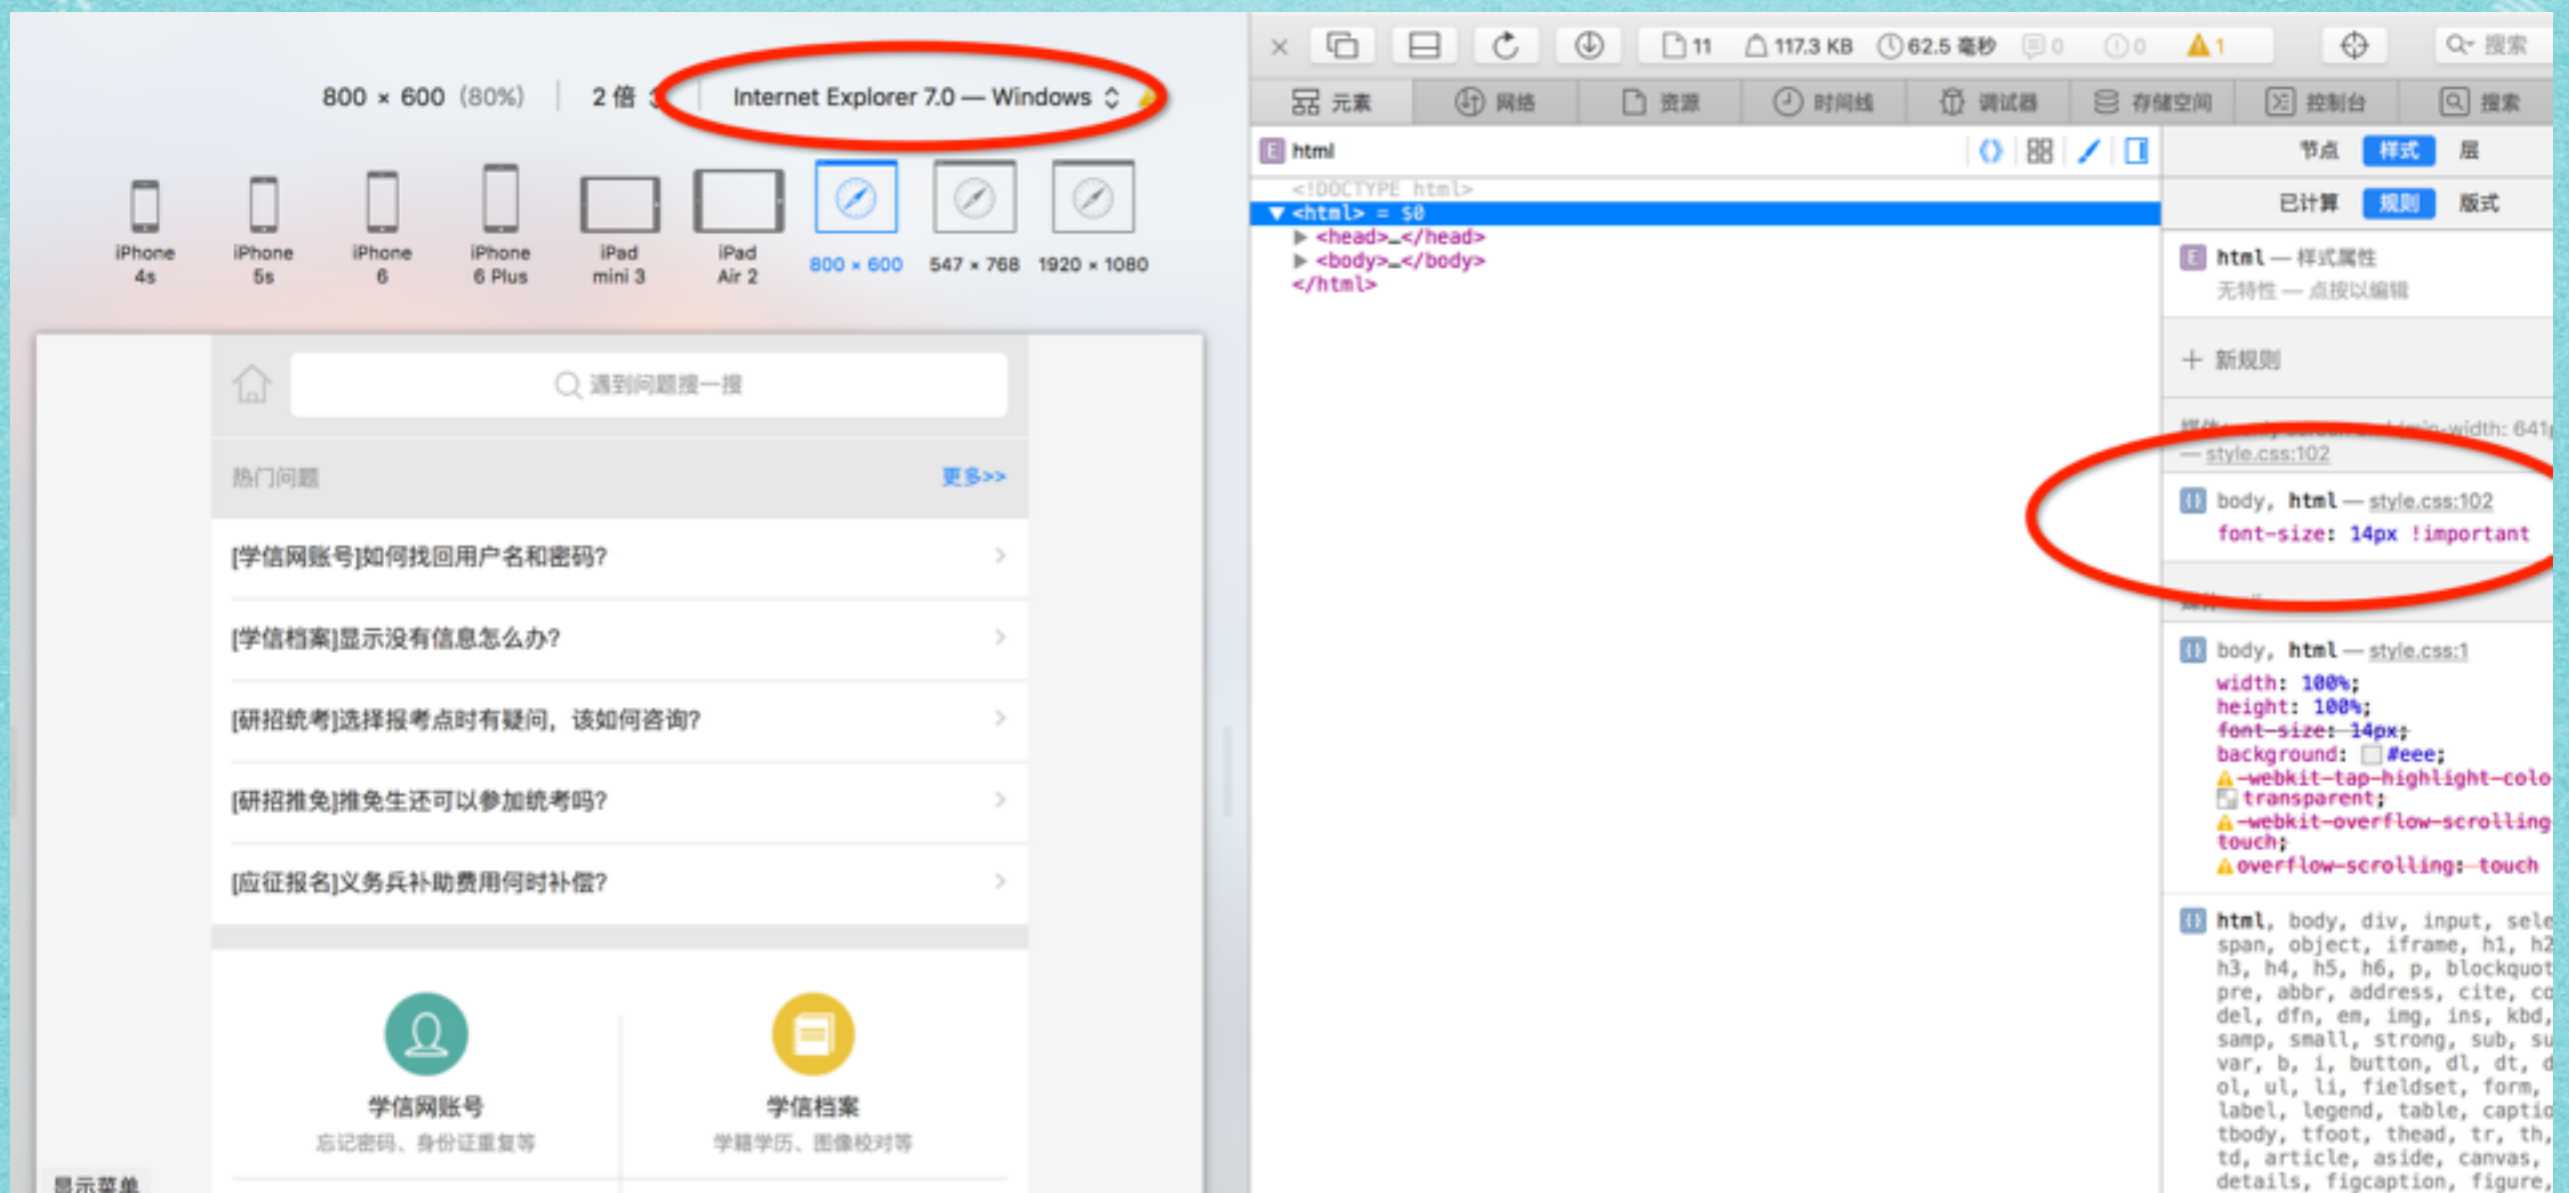 800 × 600 (80%)
2 倍
Internet Explorer 7.0 — Windows
iPhone 4s
iPhone 5s
iPhone 6
iPhone 6 Plus
iPad mini 3
iPad Air 2
800 × 600
547 × 768
1920 × 1080
遇到问题搜一搜
热门问题
更多>>
[学信网账号]如何找回用户名和密码?
[学信档案]显示没有信息怎么办?
[研招统考]选择报考点时有疑问，该如何咨询?
[研招推免]推免生还可以参加统考吗?
[应征报名]义务兵补助费用何时补偿?
学信网账号
忘记密码、身份证重复等
学信档案
学籍学历、图像校对等
显示菜单
11 117.3 KB 62.5 毫秒 0 0 1
搜索
元素 网络 资源 时间线 调试器 存储空间 控制台 搜索
E html
<!DOCTYPE html>
<html> = $0
<head>…</head>
<body>…</body>
</html>
节点 样式 层
已计算 规则 版式
E html — 样式属性
无特性 — 点按以编辑
+ 新规则
min-width: 641p
— style.css:102
body, html — style.css:102
font-size: 14px !important
body, html — style.css:1
width: 100%;
height: 100%;
font-size: 14px;
background: #eee;
-webkit-tap-highlight-colo
transparent;
-webkit-overflow-scrolling
touch;
overflow-scrolling: touch
html, body, div, input, sele
span, object, iframe, h1, h2
h3, h4, h5, h6, p, blockquot
pre, abbr, address, cite, co
del, dfn, em, img, ins, kbd,
samp, small, strong, sub, su
var, b, i, button, dl, dt, d
ol, ul, li, fieldset, form,
label, legend, table, captio
tbody, tfoot, thead, tr, th,
td, article, aside, canvas,
details, figcaption, figure,